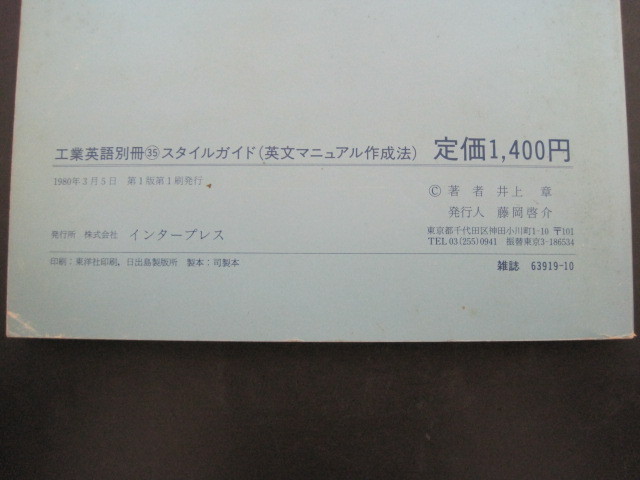 工業英語別冊㉟スタイルガイド(英文マニュアル作成法) 定価1,400円
1980年3月5日 第1版第1刷発行
Ⓒ 著者 井上 章
発行人 藤岡啓介
発行所 株式会社 インタープレス
東京都千代田区神田小川町1-10 〒101
TEL 03(255)0941 振替東京3-186534
印刷:東洋社印刷,日出島製版所 製本:司製本
雑誌 63919-10